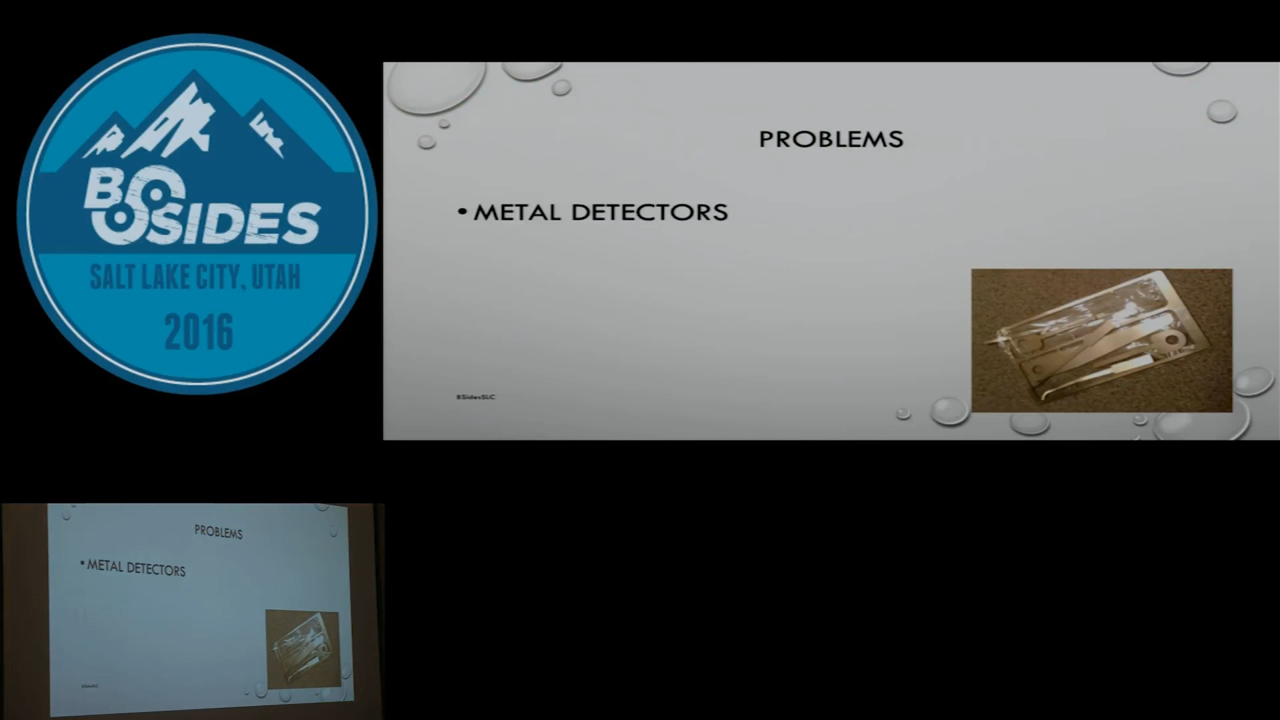 BSIDES
SALT LAKE CITY, UTAH
2016
PROBLEMS
• METAL DETECTORS
BSidesSLC
PROBLEMS
• METAL DETECTORS